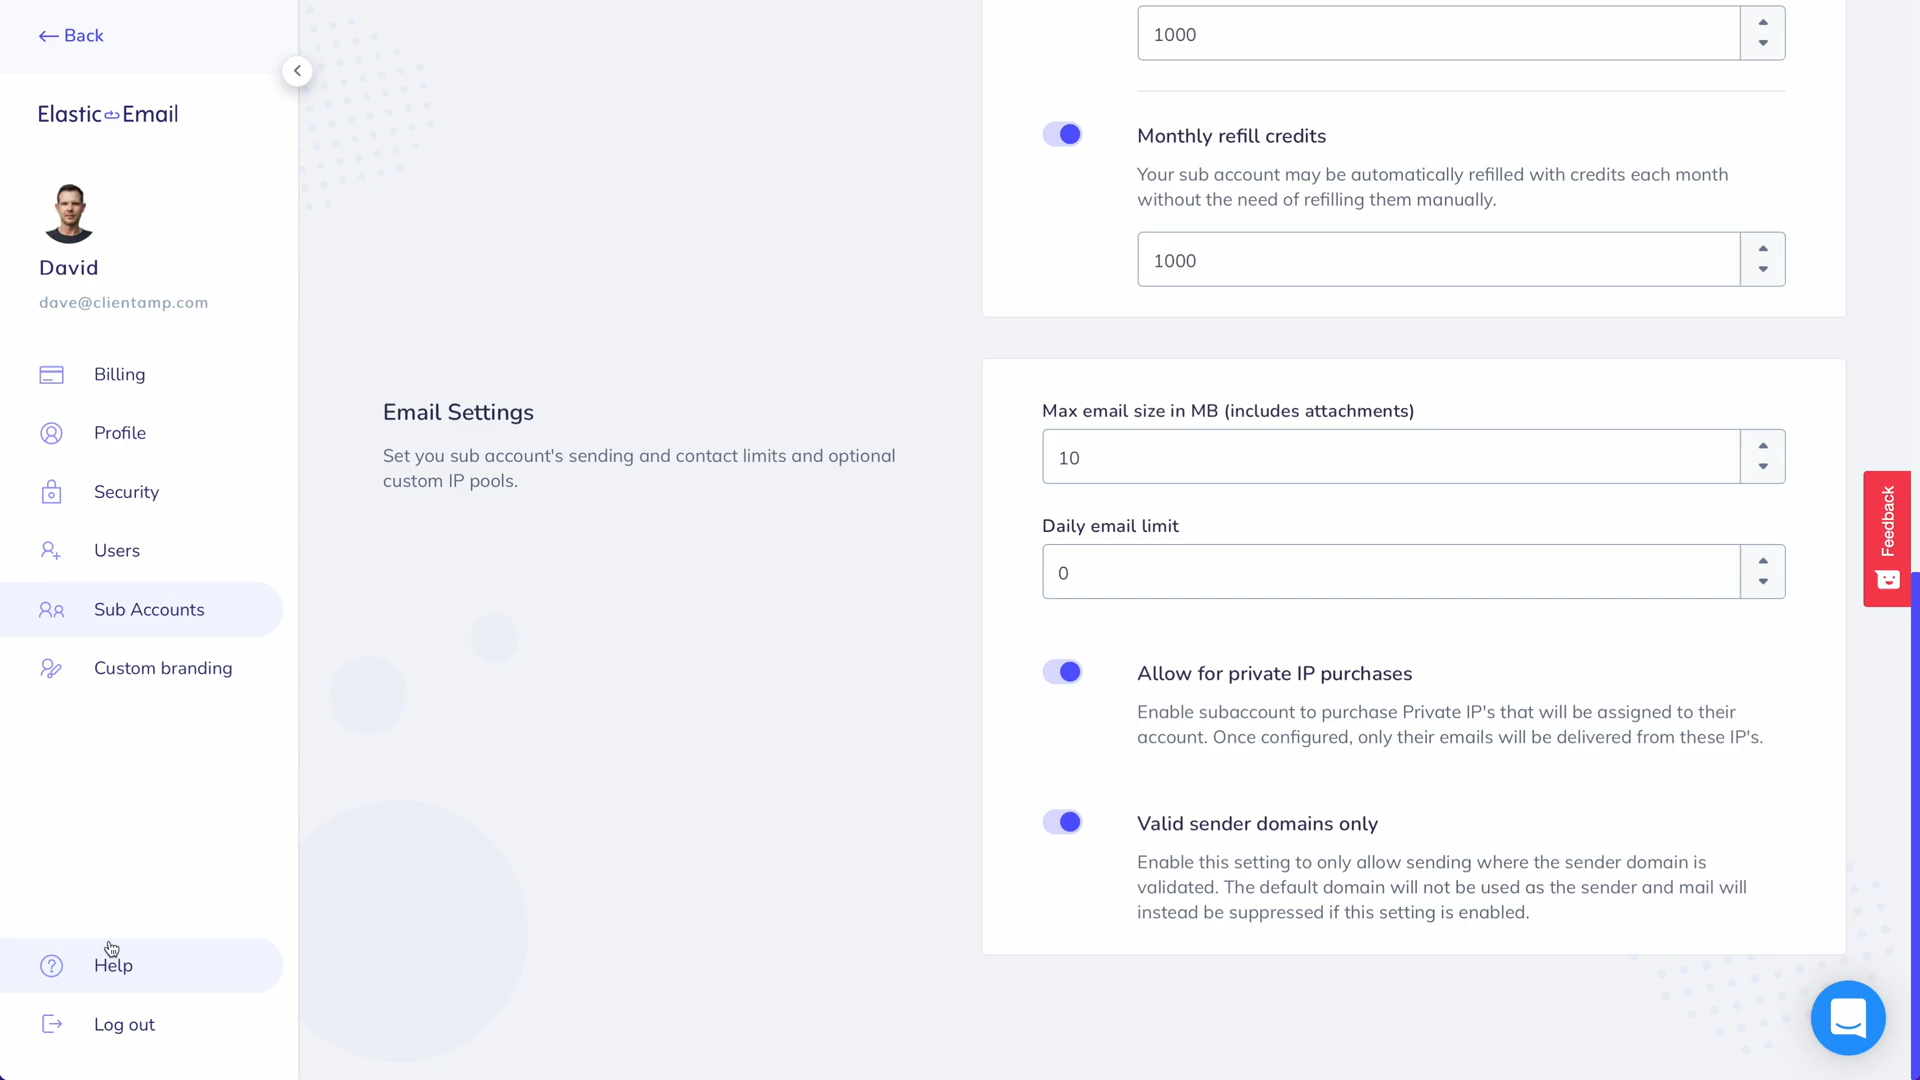 Back
Elastic Email
David
dave@clientamp.com
Billing
Profile
Security
Users
Sub Accounts
Custom branding
Help
Log out
1000
Monthly refill credits
Your sub account may be automatically refilled with credits each month
without the need of refilling them manually.
1000
Email Settings
Set you sub account's sending and contact limits and optional
custom IP pools.
Max email size in MB (includes attachments)
10
Daily email limit
0
Allow for private IP purchases
Enable subaccount to purchase Private IP's that will be assigned to their
account. Once configured, only their emails will be delivered from these IP's.
Valid sender domains only
Enable this setting to only allow sending where the sender domain is
validated. The default domain will not be used as the sender and mail will
instead be suppressed if this setting is enabled.
Feedback